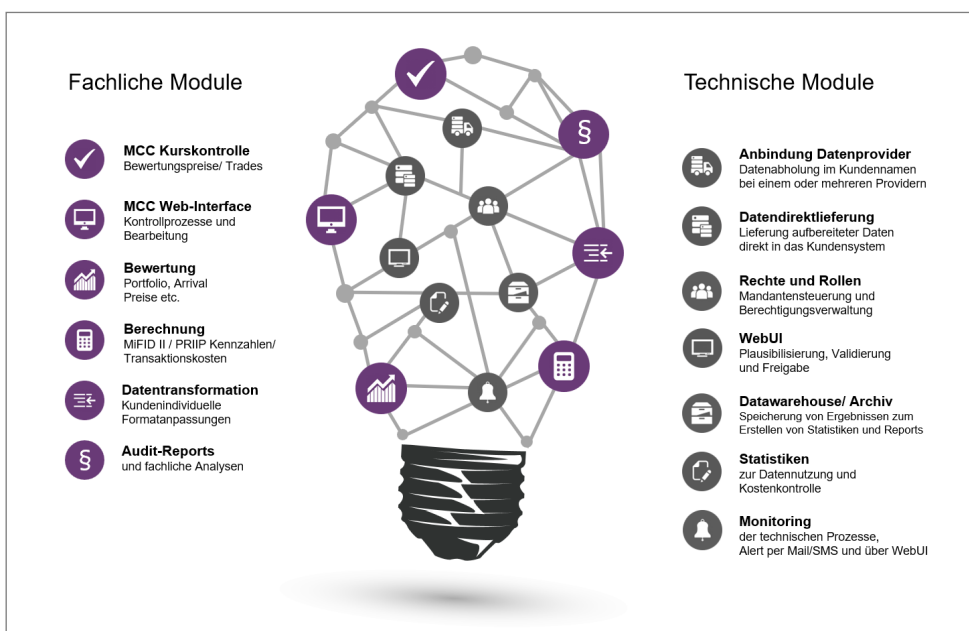 Fachliche Module
MCC Kurskontrolle
Bewertungspreise/ Trades
MCC Web-Interface
Kontrollprozesse und
Bearbeitung
Bewertung
Portfolio, Arrival
Preise etc.
Berechnung
MiFID II / PRIIP Kennzahlen/
Transaktionskosten
Datentransformation
Kundenindividuelle
Formatanpassungen
§ Audit-Reports
und fachliche Analysen
§
Technische Module
Anbindung Datenprovider
Datenabholung im Kundennamen
bei einem oder mehreren Providern
Datendirektlieferung
Lieferung aufbereiteter Daten
direkt in das Kundensystem
Rechte und Rollen
Mandantensteuerung und
Berechtigungsverwaltung
WebUI
Plausibilisierung, Validierung
und Freigabe
Datawarehouse/ Archiv
Speicherung von Ergebnissen zum
Erstellen von Statistiken und Reports
Statistiken
zur Datennutzung und
Kostenkontrolle
Monitoring
der technischen Prozesse,
Alert per Mail/SMS und über WebUI